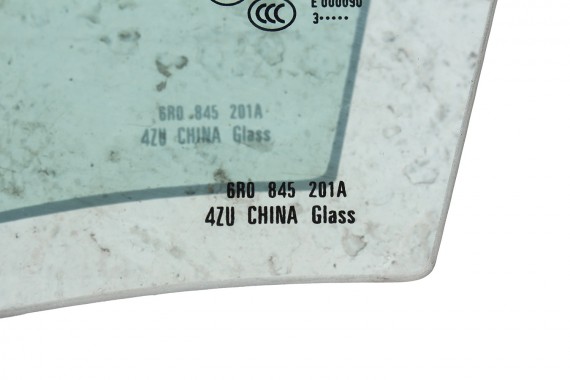 E 000090
3•••••
6R0 845 201A
4ZU CHINA Glass
6R0 845 201A
4ZU CHINA Glass